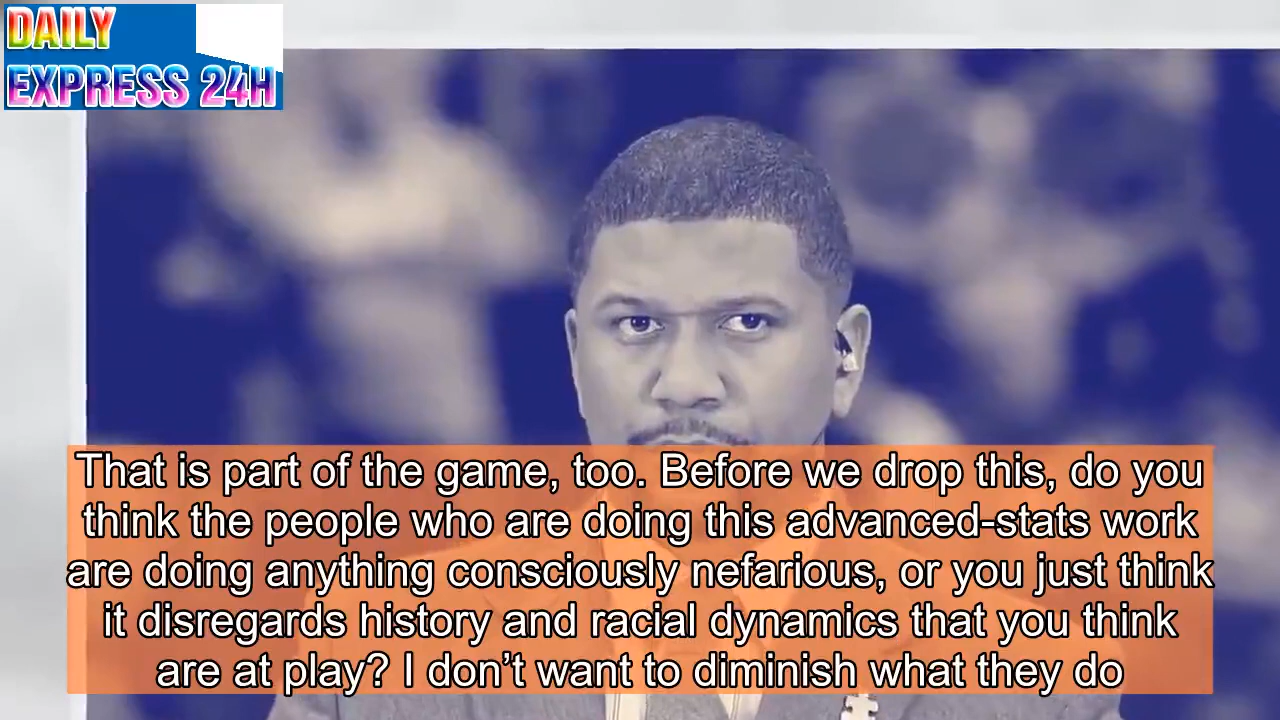 DAILY
EXPRESS 24H
That is part of the game, too. Before we drop this, do you
think the people who are doing this advanced-stats work
are doing anything consciously nefarious, or you just think
it disregards history and racial dynamics that you think
are at play? I don’t want to diminish what they do